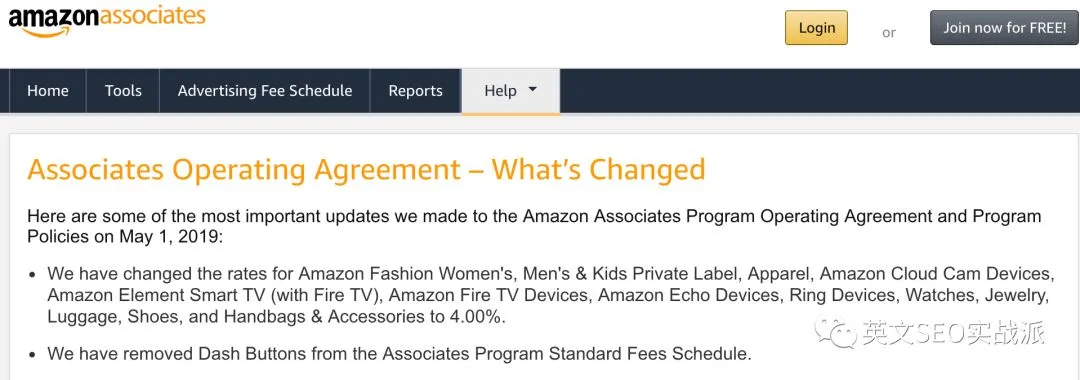 amazonassociates
Login
or
Join now for FREE!
Home
Tools
Advertising Fee Schedule
Reports
Help
Associates Operating Agreement – What's Changed
Here are some of the most important updates we made to the Amazon Associates Program Operating Agreement and Program
Policies on May 1, 2019:
• We have changed the rates for Amazon Fashion Women's, Men's & Kids Private Label, Apparel, Amazon Cloud Cam Devices,
Amazon Element Smart TV (with Fire TV), Amazon Fire TV Devices, Amazon Echo Devices, Ring Devices, Watches, Jewelry,
Luggage, Shoes, and Handbags & Accessories to 4.00%.
英文SEO实战派
• We have removed Dash Buttons from the Associates Program Standard Fees Schedule.